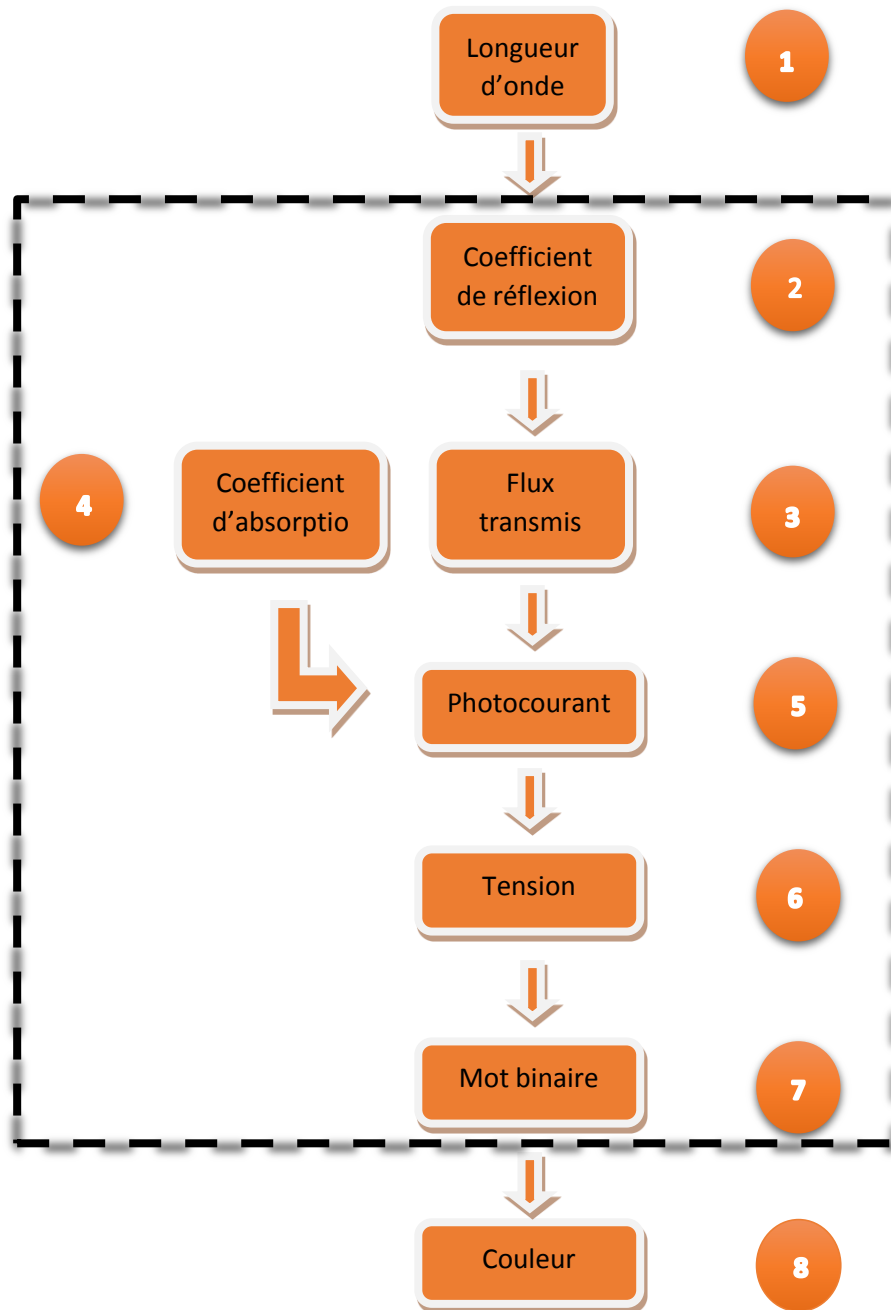 Longueur
d'onde
1
Coefficient
de réflexion
2
4
Coefficient
d'absorptio
Flux
transmis
3
Photocourant
5
Tension
6
Mot binaire
7
Couleur
8